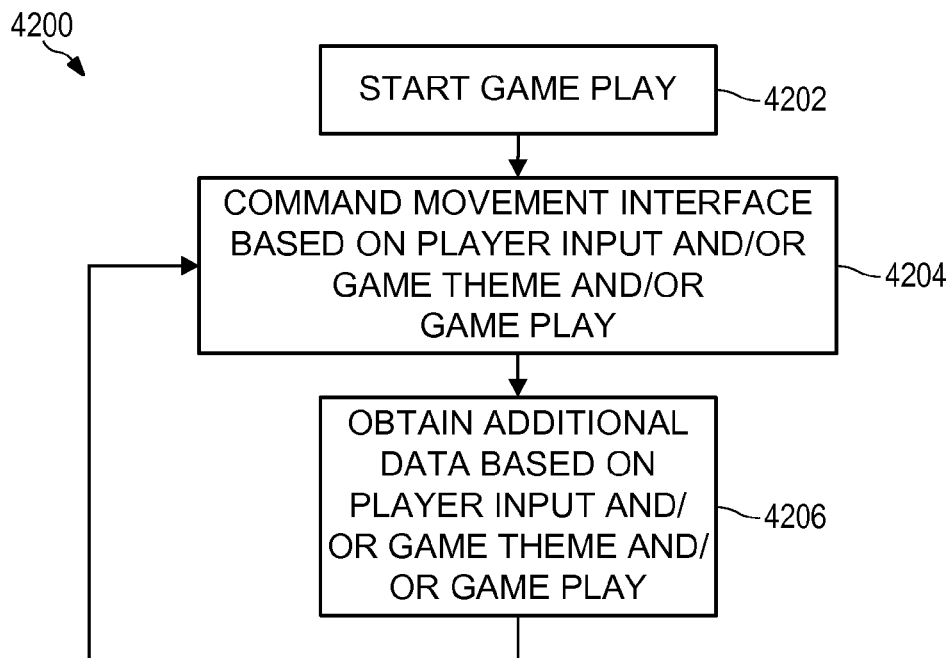 4200
START GAME PLAY
4202
COMMAND MOVEMENT INTERFACE
BASED ON PLAYER INPUT AND/OR
GAME THEME AND/OR
GAME PLAY
4204
OBTAIN ADDITIONAL
DATA BASED ON
PLAYER INPUT AND/
OR GAME THEME AND/
OR GAME PLAY
4206